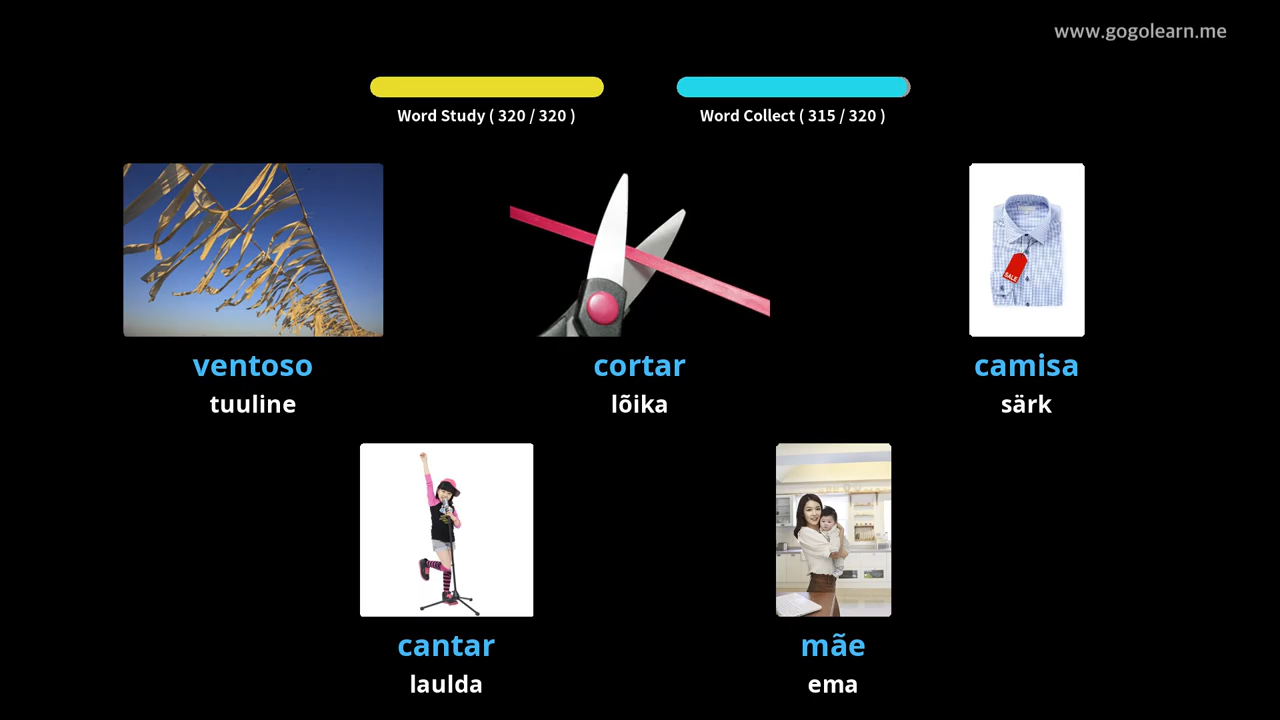 www.gogolearn.me
Word Study ( 320 / 320 )
Word Collect ( 315 / 320 )
SALE
ventoso
tuuline
cortar
lõika
camisa
särk
cantar
laulda
mãe
ema